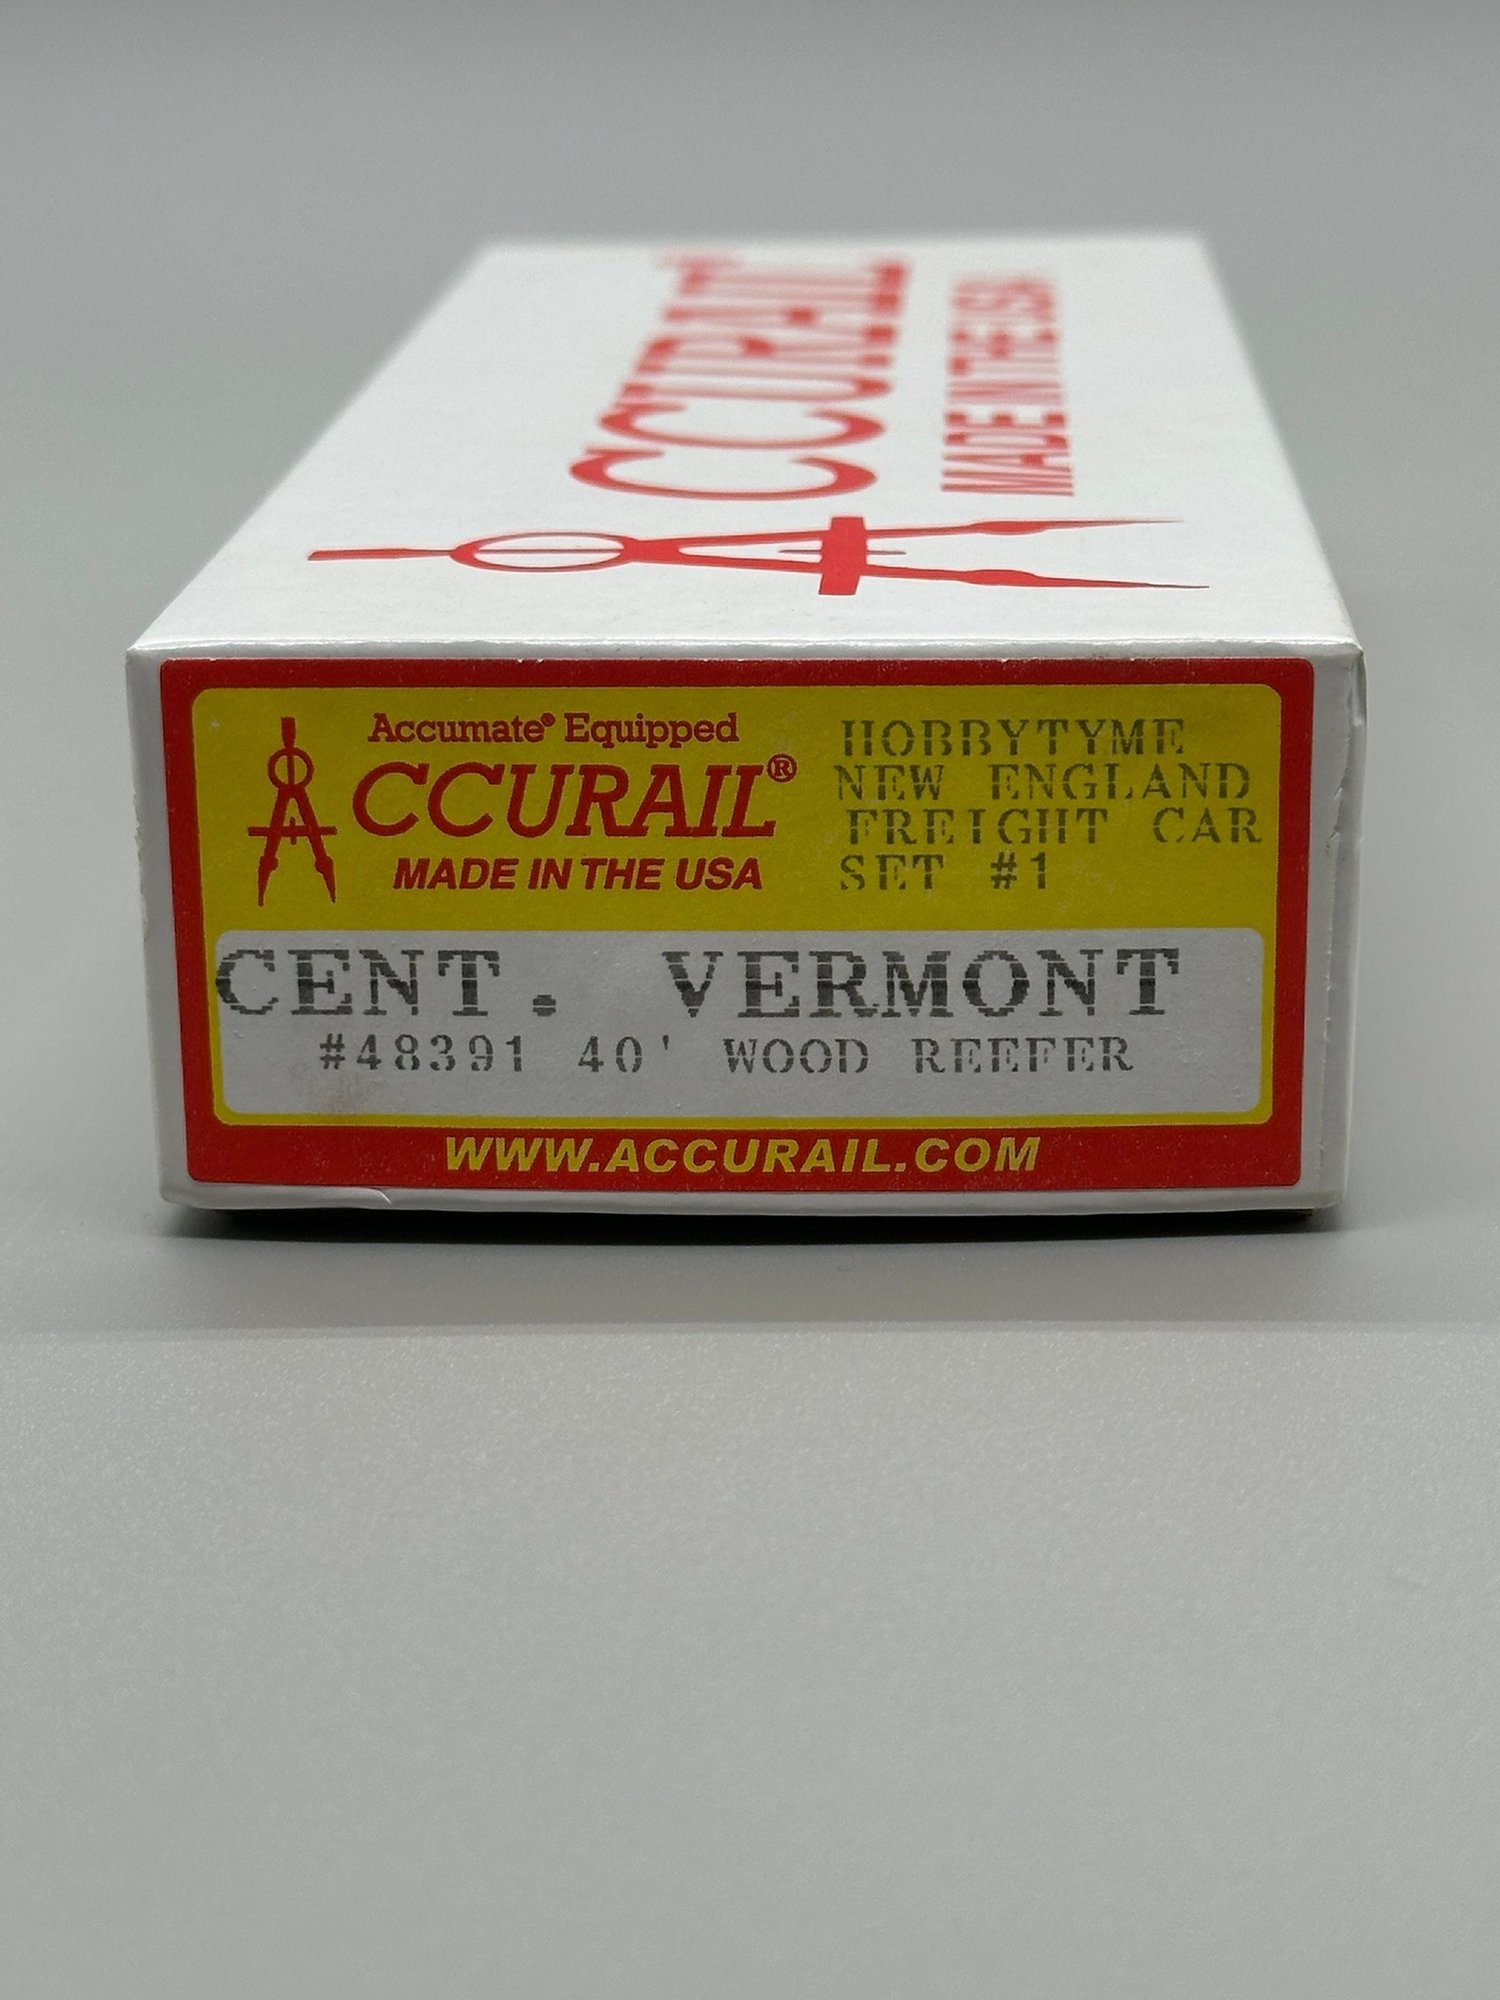 ACCURAIL
MADE IN THE USA
Accumate® Equipped
ACCURAIL®
MADE IN THE USA
HOBBYTYME
NEW ENGLAND
FREIGHT CAR
SET #1
CENT. VERMONT
#48391 40' WOOD REEFER
WWW.ACCURAIL.COM